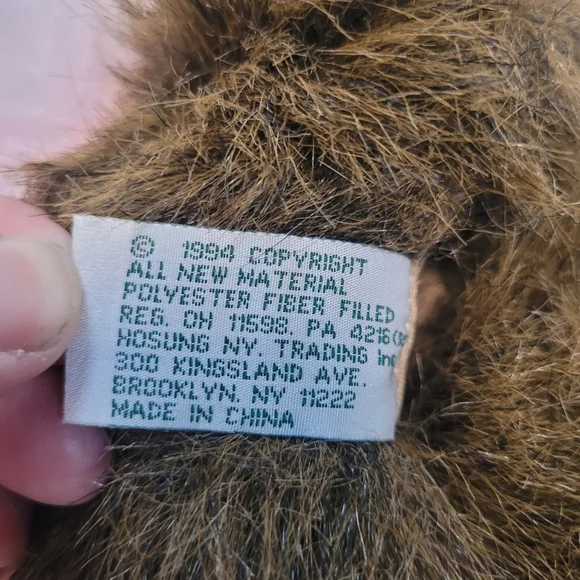 © 1994 COPYRIGHT
ALL NEW MATERIAL
POLYESTER FIBER FILLED
REG. OH 11598. PA 4216(
HOSUNG NY. TRADING Inc
300 KINGSLAND AVE.
BROOKLYN. NY 11222
MADE IN CHINA